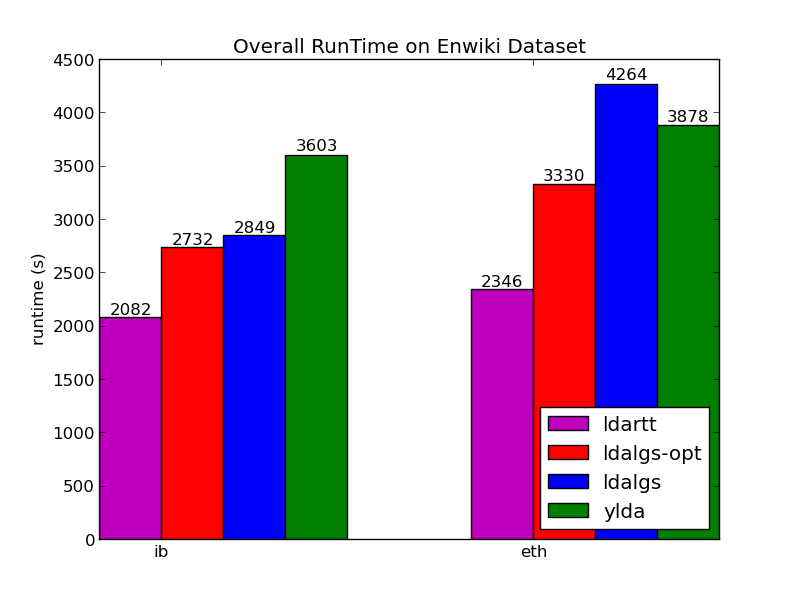 Overall RunTime on Enwiki Dataset
runtime (s)
4500
4000
3500
3000
2500
2000
1500
1000
500
0
2082
2732
2849
3603
2346
3330
4264
3878
ib
eth
ldartt
ldalgs-opt
ldalgs
ylda